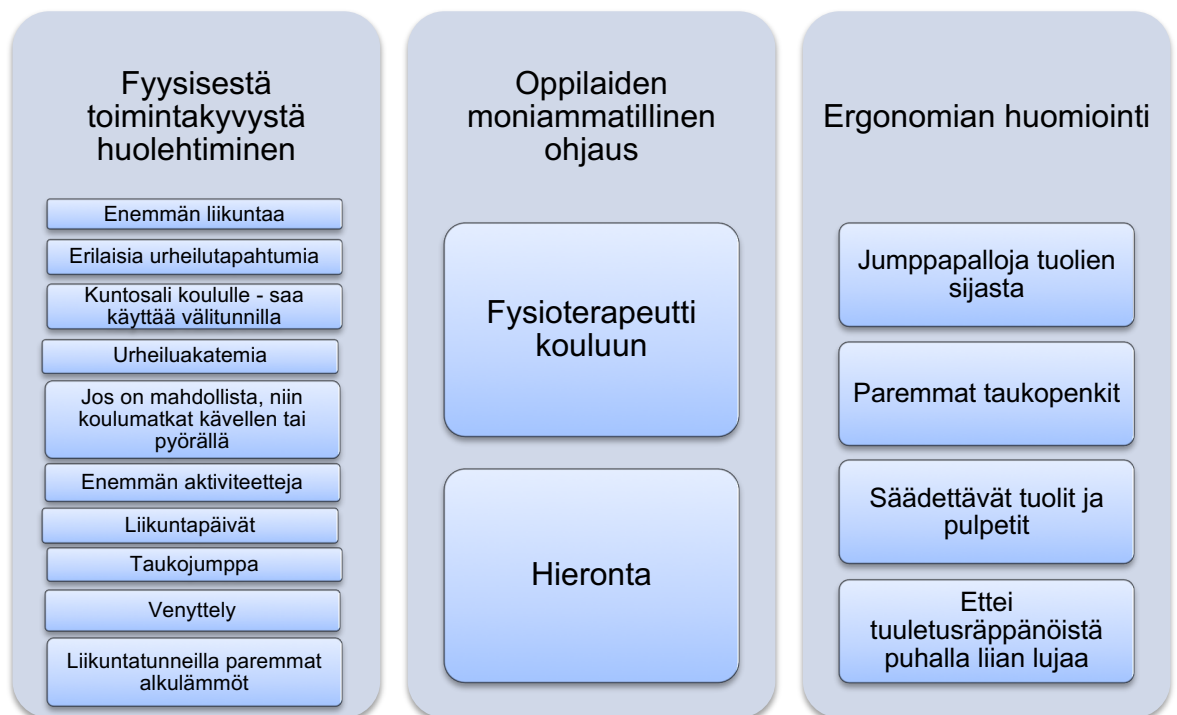 Fyysisestä
toimintakyvystä
huolehtiminen
Enemmän liikuntaa
Erilaisia urheilutapahtumia
Kuntosali koululle - saa
käyttää välitunnilla
Urheiluakatemia
Jos on mahdollista, niin
koulumatkat kävellen tai
pyörällä
Enemmän aktiviteetteja
Liikuntapäivät
Taukojumppa
Venyttely
Liikuntatunneilla paremmat
alkulämmöt
Oppilaiden
moniammatillinen
ohjaus
Fysioterapeutti
kouluun
Hieronta
Ergonomian huomiointi
Jumppapalloja tuolien
sijasta
Paremmat taukopenkit
Säädettävät tuolit ja
pulpetit
Ettei
tuuletusräppänöistä
puhalla liian lujaa